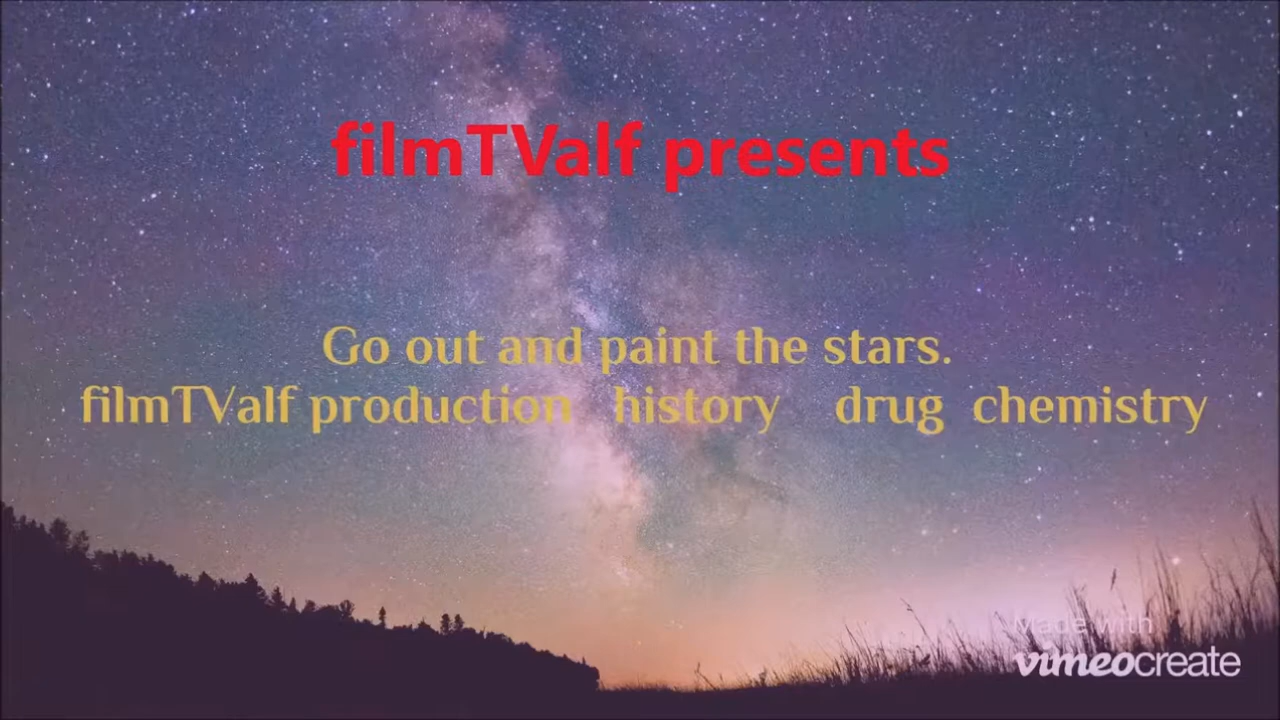 filmTValf presents
Go out and paint the stars.
filmTValf production history drug chemistry
Made with
vimeocreate